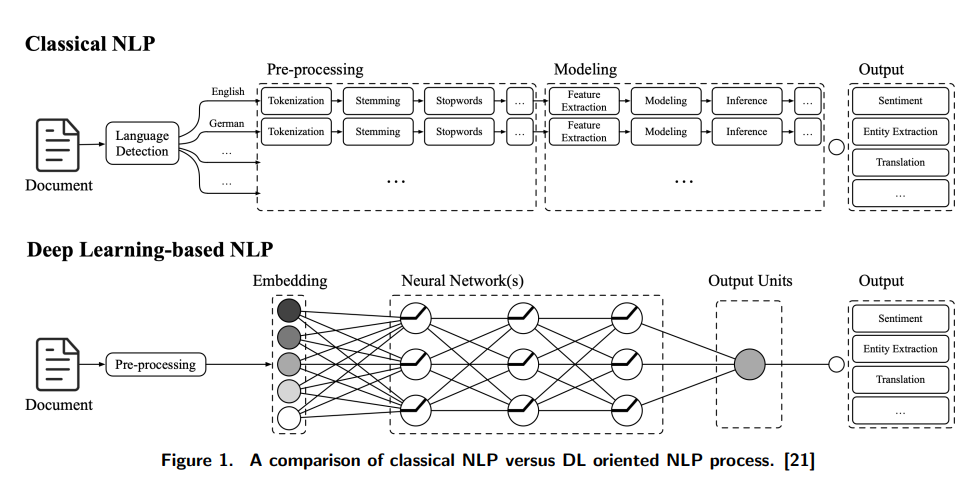 Classical NLP
Pre-processing
Modeling
Output
English
Tokenization
Stemming
Stopwords
...
Feature
Extraction
Modeling
Inference
...
Sentiment
German
Tokenization
Stemming
Stopwords
...
Feature
Extraction
Modeling
Inference
...
Entity Extraction
Language
Detection
...
...
...
...
Translation
...
Document
Deep Learning-based NLP
Embedding
Neural Network(s)
Output Units
Output
Sentiment
Entity Extraction
Pre-processing
Translation
...
Document
Figure 1. A comparison of classical NLP versus DL oriented NLP process. [21]